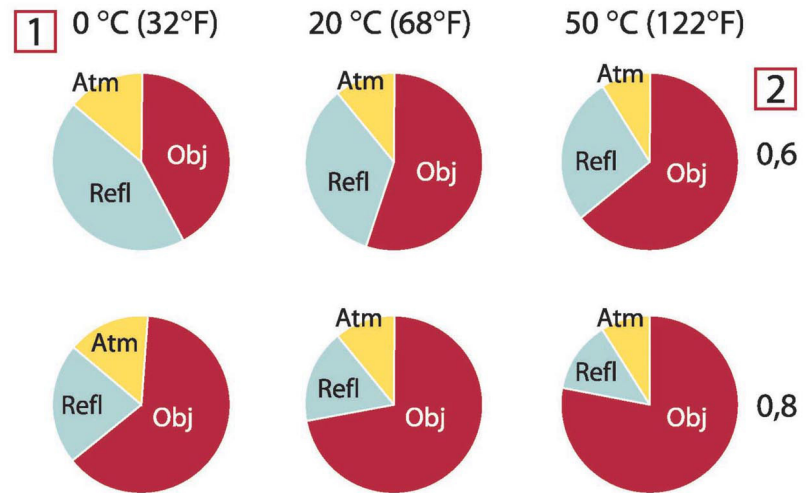 1 0 °C (32°F) 20 °C (68°F) 50 °C (122°F)
2
Atm Atm Atm
Obj Obj Obj 0,6
Refl Refl Refl
Atm Atm Atm
Refl Refl Refl
Obj Obj Obj 0,8